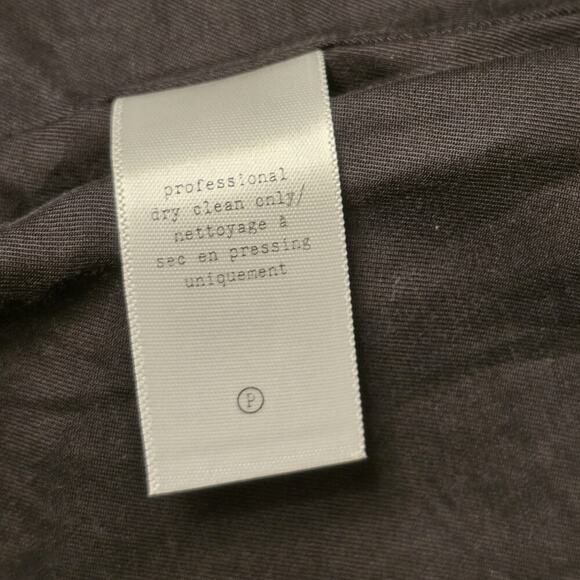 professional
dry clean only/
nettoyage à
sec en pressing
uniquement
P